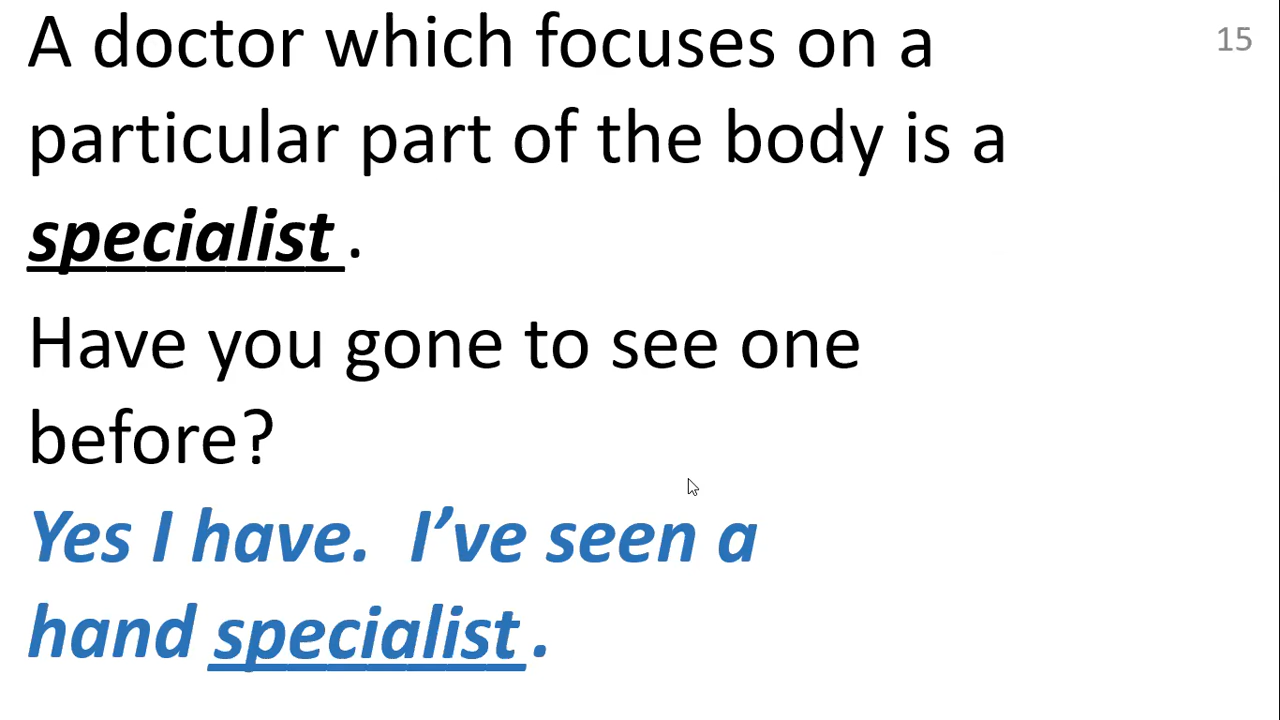 A doctor which focuses on a
15
particular part of the body is a
specialist.
Have you gone to see one
before?
Yes I have. I’ve seen a
hand specialist.